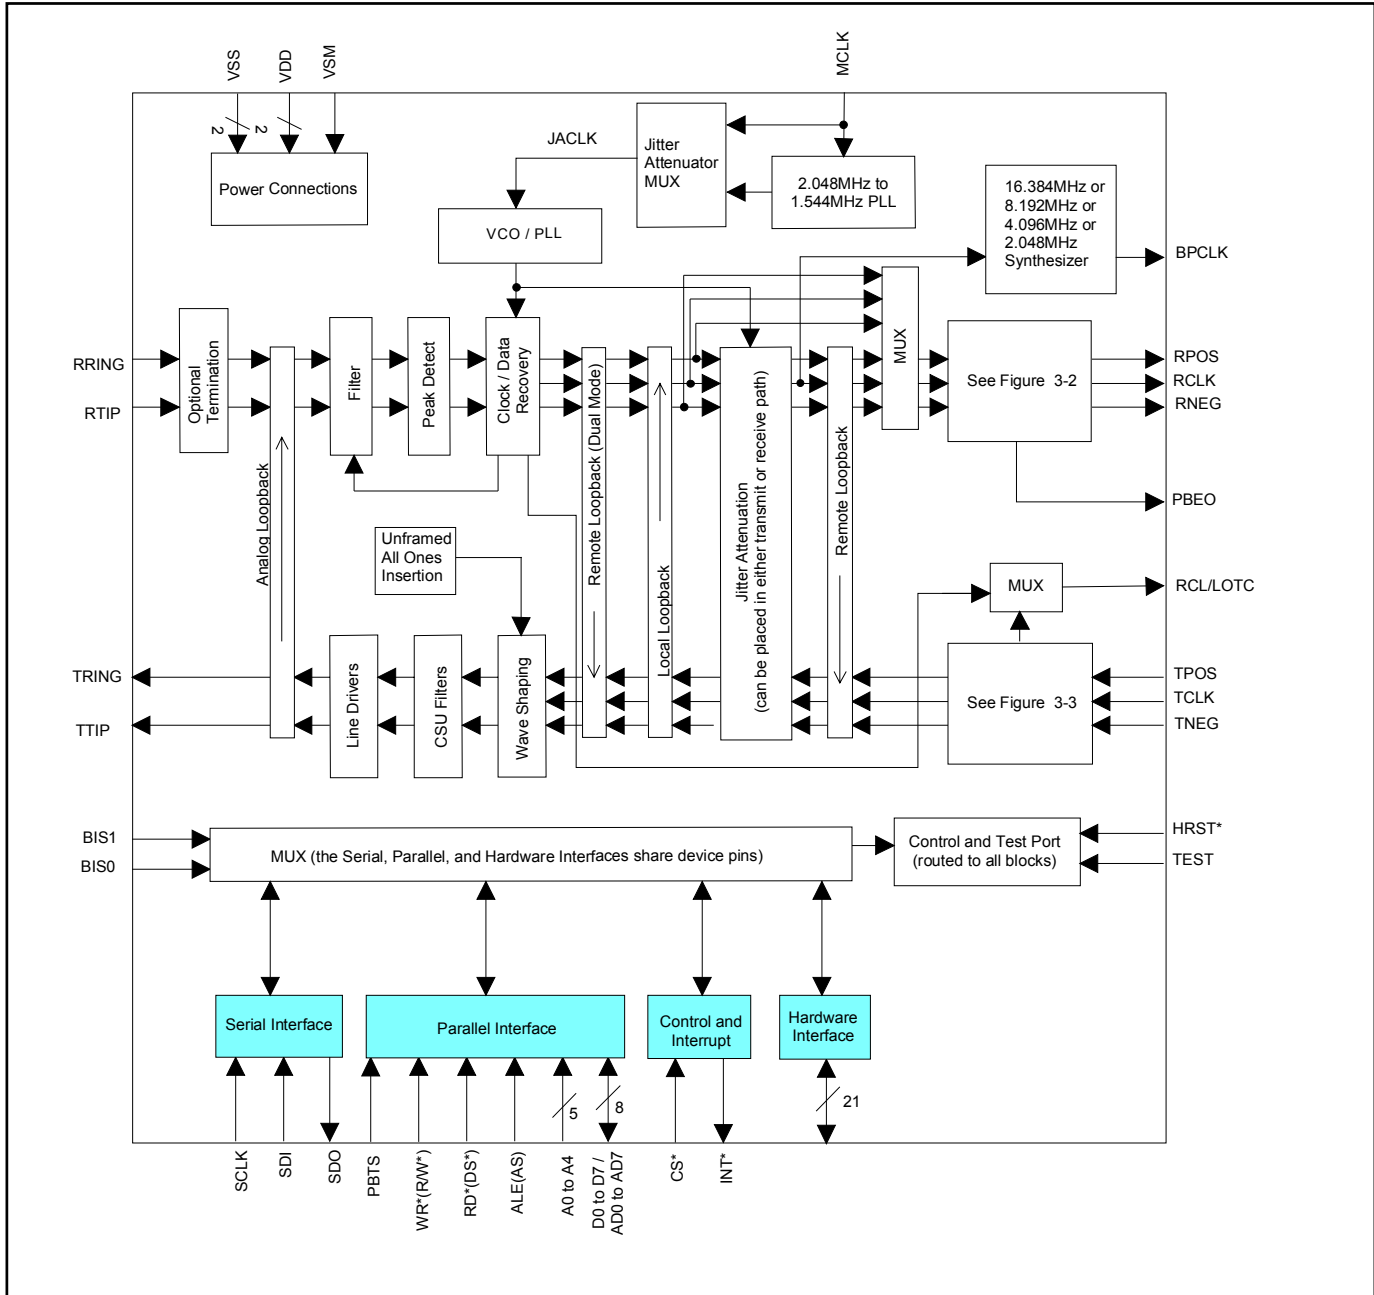 VSS
VDD
VSM
MCLK
2
2
Power Connections
JACLK
Jitter
Attenuator
MUX
2.048MHz to
1.544MHz PLL
16.384MHz or
8.192MHz or
4.096MHz or
2.048MHz
Synthesizer
BPCLK
VCO / PLL
RRING
RTIP
Optional
Termination
Analog Loopback
Filter
Peak Detect
Clock / Data
Recovery
Remote Loopback (Dual Mode)
Local Loopback
Jitter Attenuation
(can be placed in either transmit or receive path)
Remote Loopback
MUX
See Figure 3-2
RPOS
RCLK
RNEG
PBEO
Unframed
All Ones
Insertion
MUX
RCL/LOTC
TRING
TTIP
Line Drivers
CSU Filters
Wave Shaping
See Figure 3-3
TPOS
TCLK
TNEG
BIS1
BIS0
MUX (the Serial, Parallel, and Hardware Interfaces share device pins)
Control and Test Port
(routed to all blocks)
HRST*
TEST
Serial Interface
Parallel Interface
Control and
Interrupt
Hardware
Interface
5
8
21
SCLK
SDI
SDO
PBTS
WR*(R/W*)
RD*(DS*)
ALE(AS)
A0 to A4
D0 to D7 /
AD0 to AD7
CS*
INT*